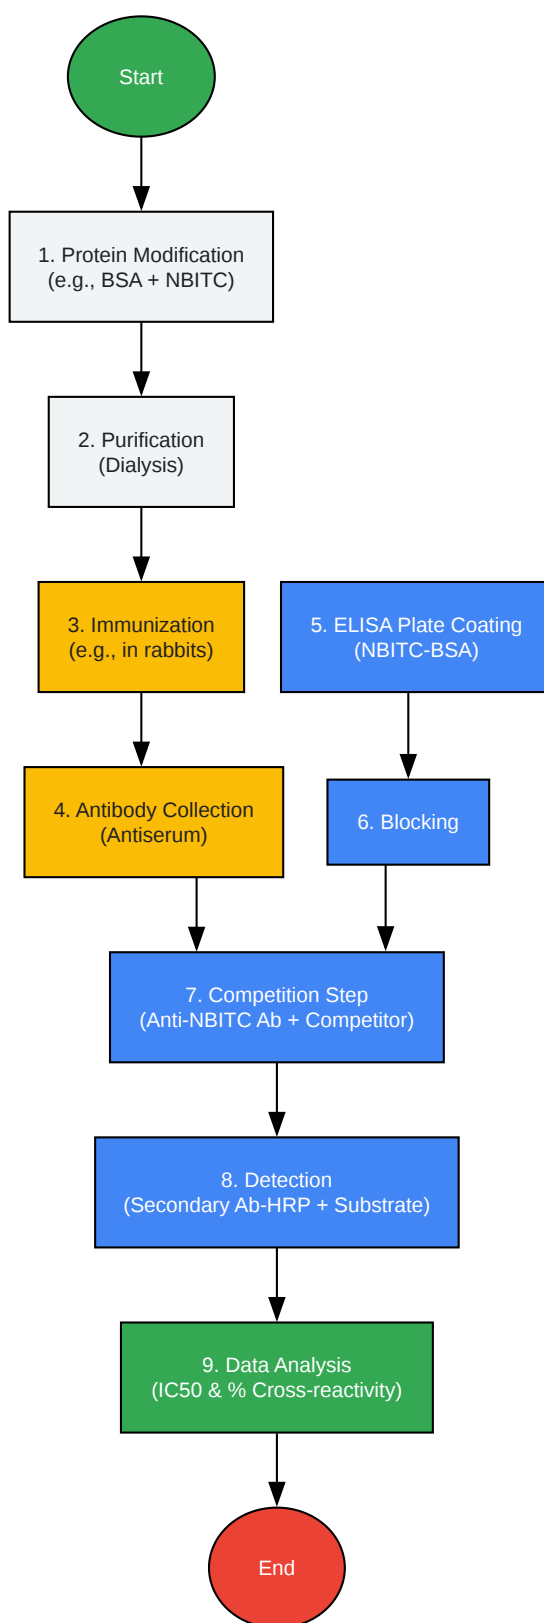 Start
1. Protein Modification
(e.g., BSA + NBITC)
2. Purification
(Dialysis)
3. Immunization
(e.g., in rabbits)
5. ELISA Plate Coating
(NBITC-BSA)
4. Antibody Collection
(Antiserum)
6. Blocking
7. Competition Step
(Anti-NBITC Ab + Competitor)
8. Detection
(Secondary Ab-HRP + Substrate)
9. Data Analysis
(IC50 & % Cross-reactivity)
End